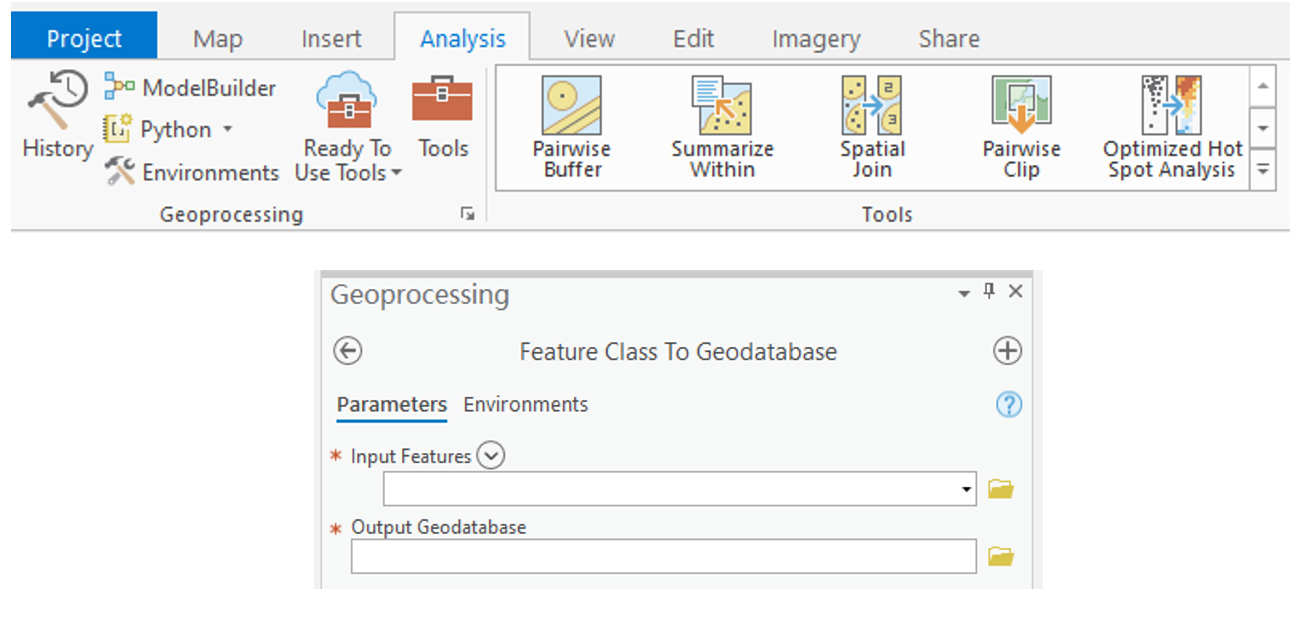 Project Map Insert Analysis View Edit Imagery Share
History
ModelBuilder
Python
Environments
Ready To
Use Tools
Tools
Geoprocessing
Pairwise
Buffer
Summarize
Within
Spatial
Join
Pairwise
Clip
Optimized Hot
Spot Analysis
Tools
Geoprocessing
Feature Class To Geodatabase
Parameters Environments
* Input Features
* Output Geodatabase